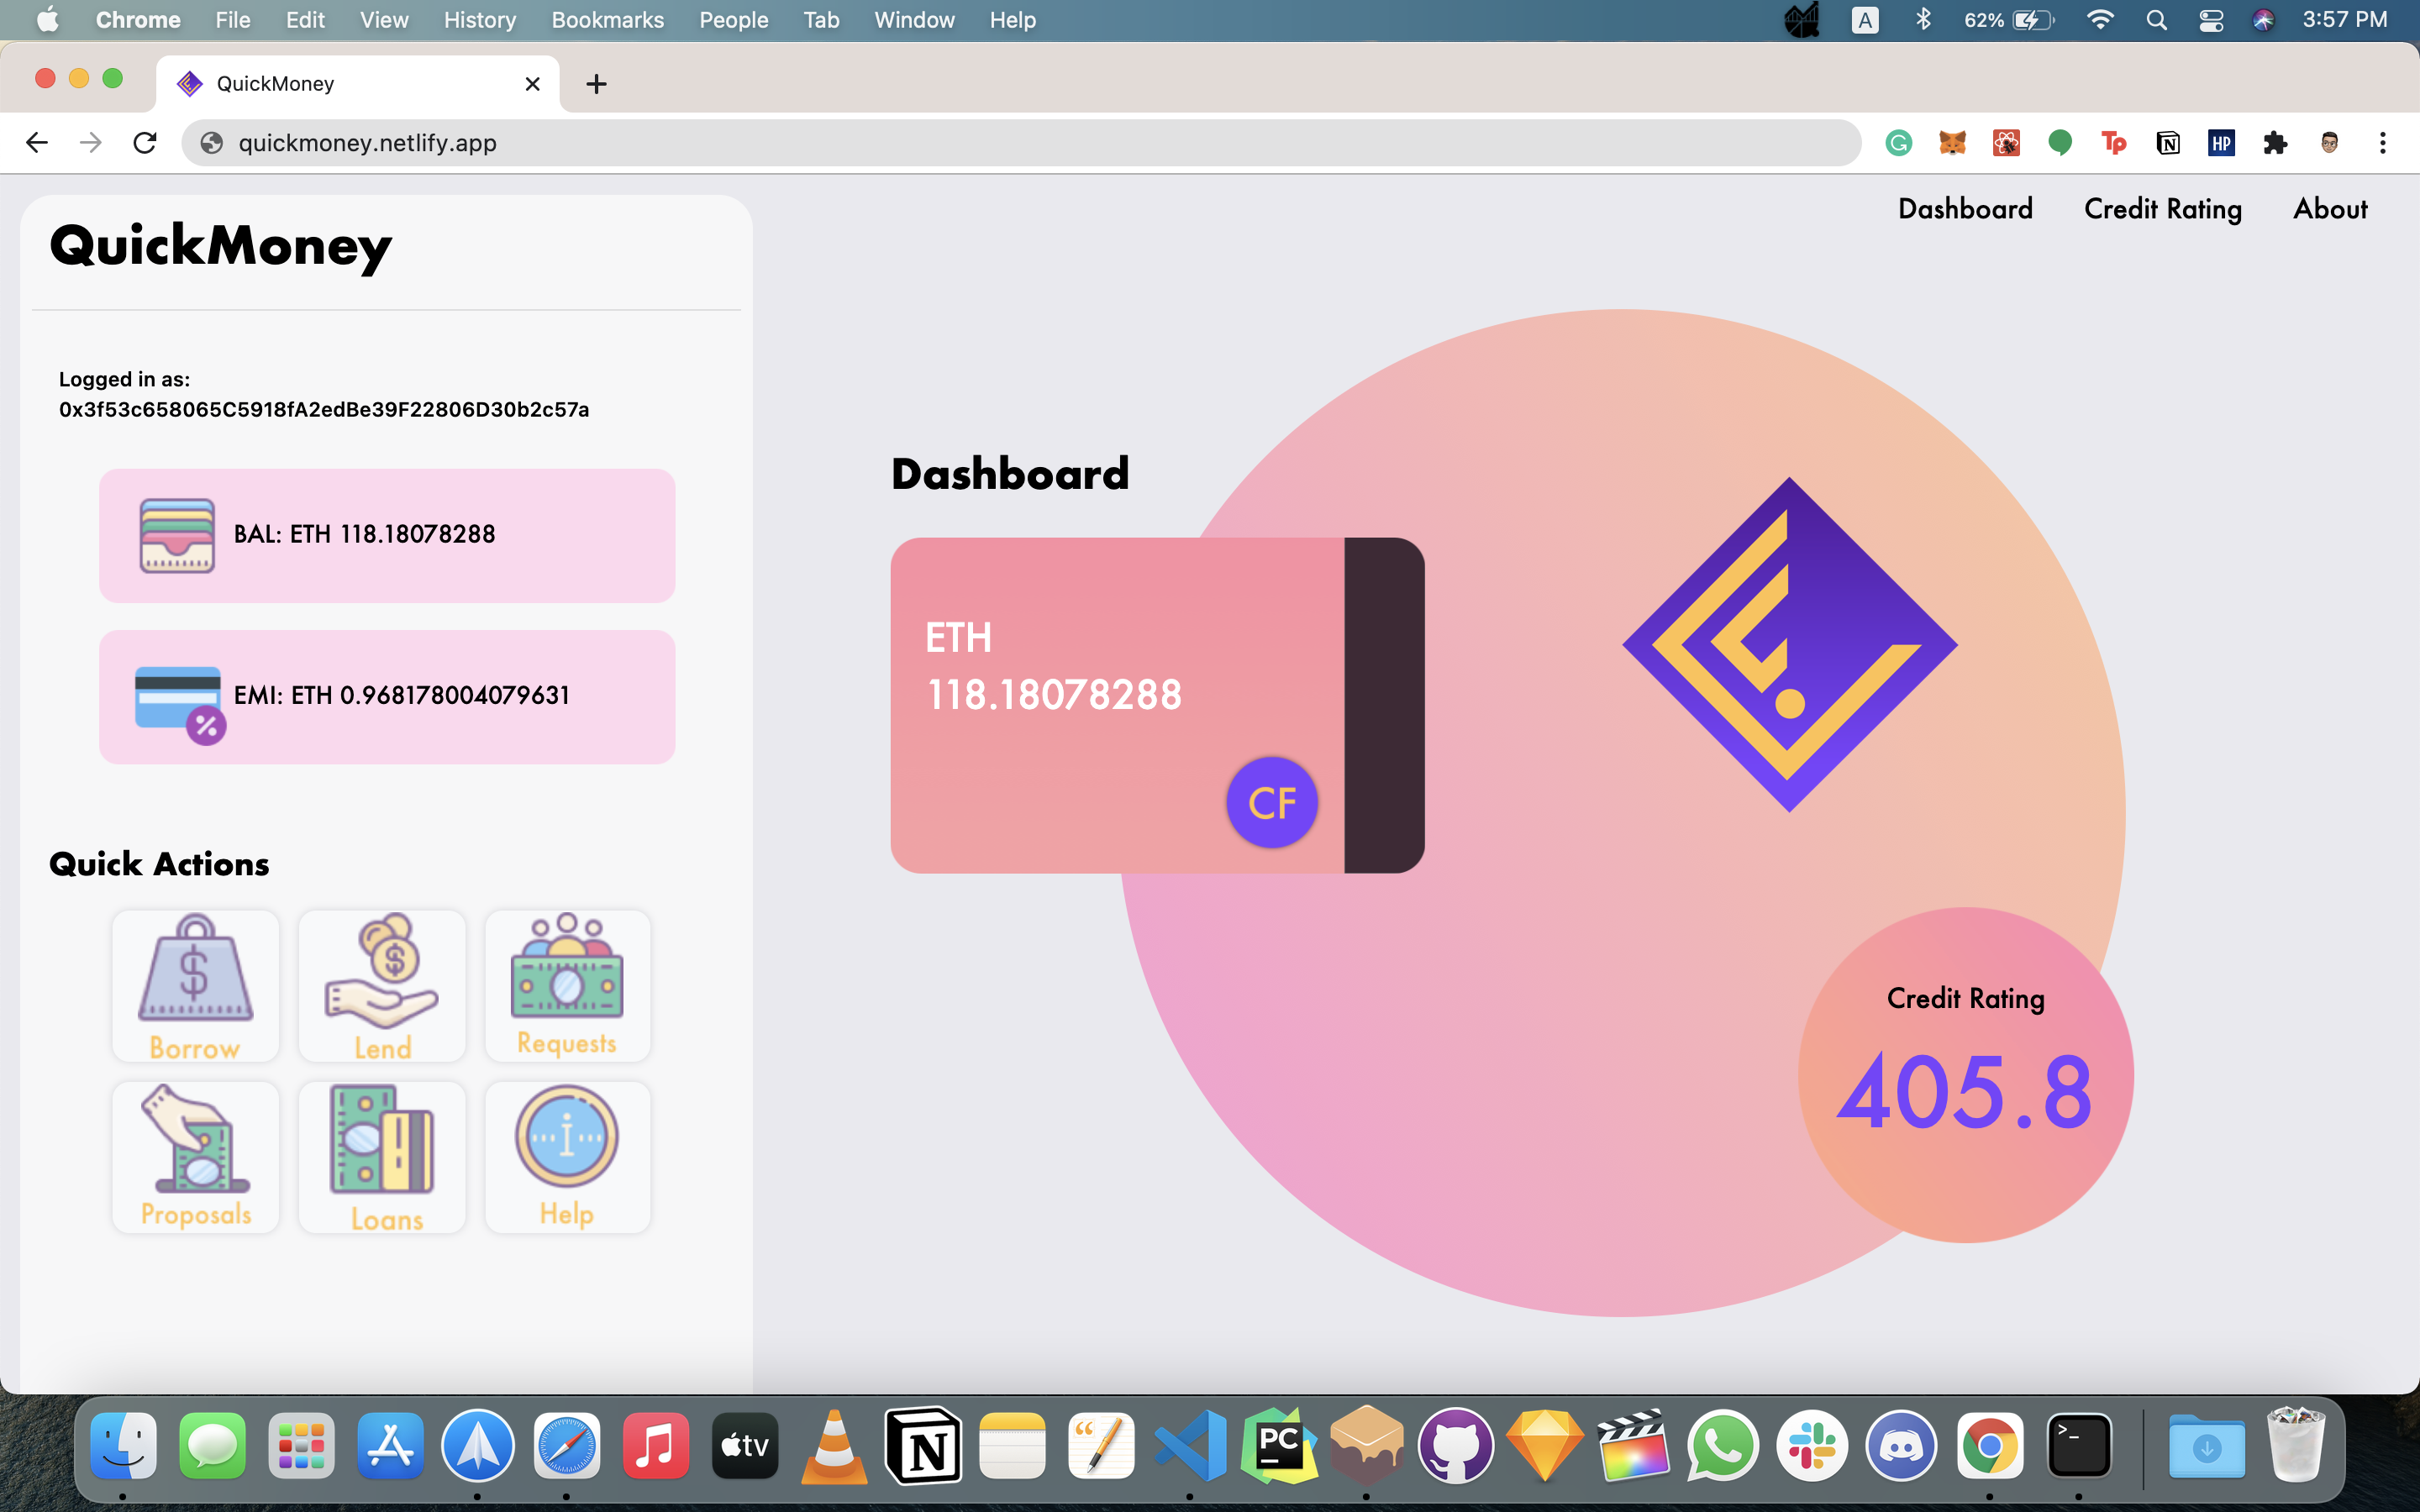 Chrome File Edit View History Bookmarks People Tab Window Help
A 62% 3:57 PM
QuickMoney
quickmoney.netlify.app
G Tp N HP
QuickMoney
Dashboard Credit Rating About
Logged in as:
0x3f53c658065C5918fA2edBe39F22806D30b2c57a
BAL: ETH 118.18078288
EMI: ETH 0.968178004079631
Quick Actions
Borrow Lend Requests
Proposals Loans Help
Dashboard
ETH
118.18078288
CF
Credit Rating
405.8
tv N PC